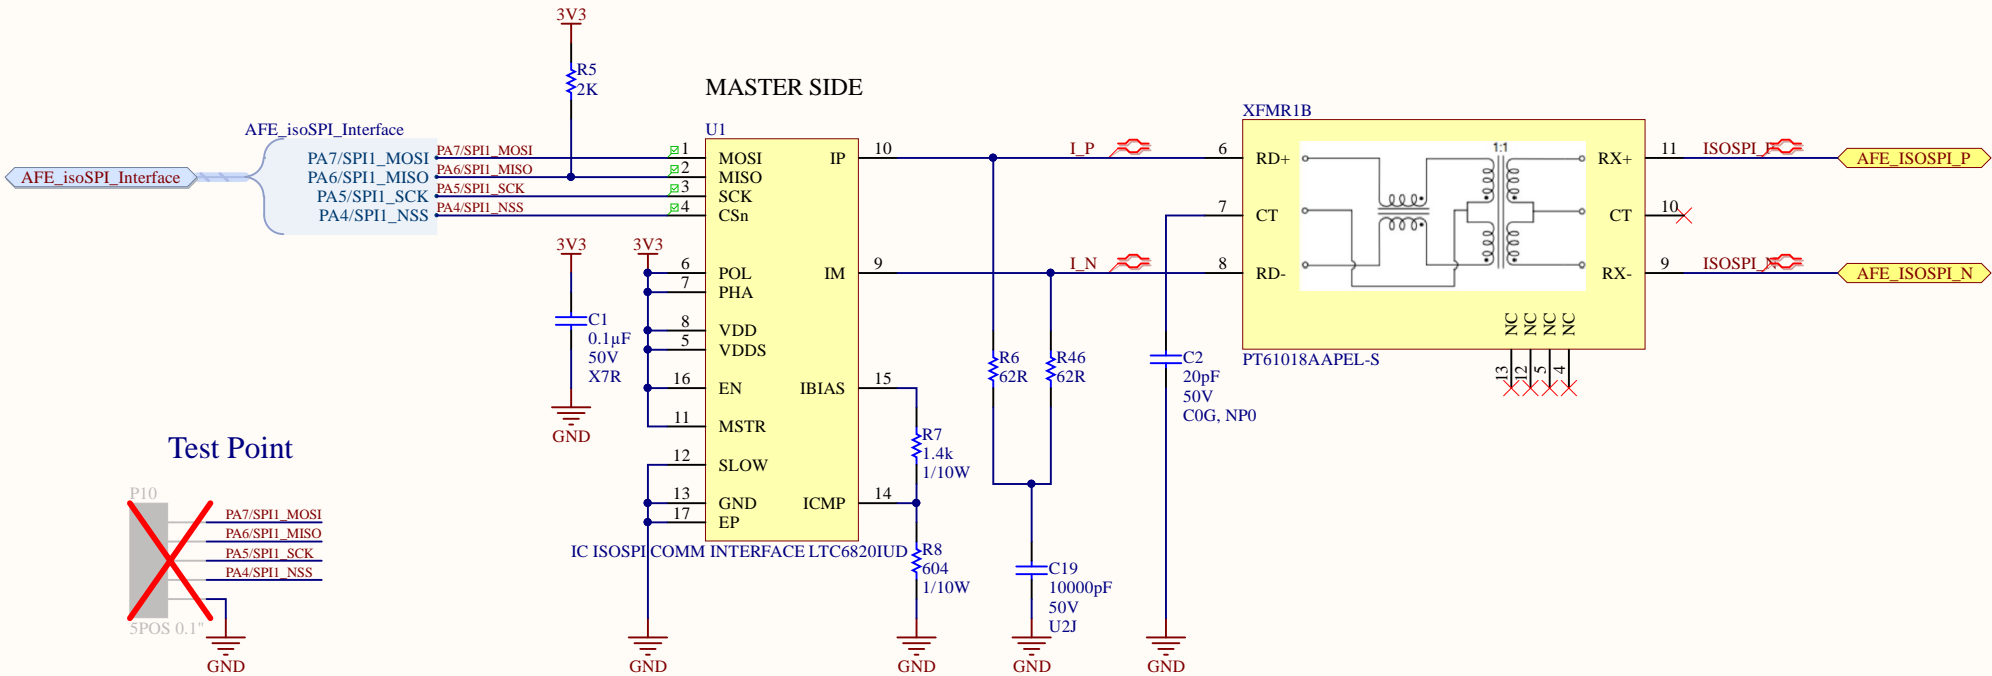 3V3
R5
2K
MASTER SIDE
AFE_isoSPI_Interface
AFE_isoSPI_Interface
PA7/SPI1_MOSI
PA6/SPI1_MISO
PA5/SPI1_SCK
PA4/SPI1_NSS
PA7/SPI1_MOSI
PA6/SPI1_MISO
PA5/SPI1_SCK
PA4/SPI1_NSS
U1
1 MOSI
2 MISO
3 SCK
4 CSn
6 POL
7 PHA
8 VDD
5 VDDS
16 EN
11 MSTR
12 SLOW
13 GND
17 EP
IP 10
IM 9
IBIAS 15
ICMP 14
IC ISOSPI COMM INTERFACE LTC6820IUD
3V3
C1
0.1µF
50V
X7R
GND
3V3
GND
R7
1.4k
1/10W
R8
604
1/10W
GND
I_P
I_N
R6
62R
R46
62R
C19
10000pF
50V
U2J
GND
C2
20pF
50V
C0G, NP0
GND
XFMR1B
6 RD+
7 CT
8 RD-
1:1
RX+ 11
CT 10
RX- 9
NC NC NC NC
13 12 5 4
PT61018AAPEL-S
ISOSPI_P
AFE_ISOSPI_P
ISOSPI_N
AFE_ISOSPI_N
Test Point
P10
PA7/SPI1_MOSI
PA6/SPI1_MISO
PA5/SPI1_SCK
PA4/SPI1_NSS
5POS 0.1"
GND